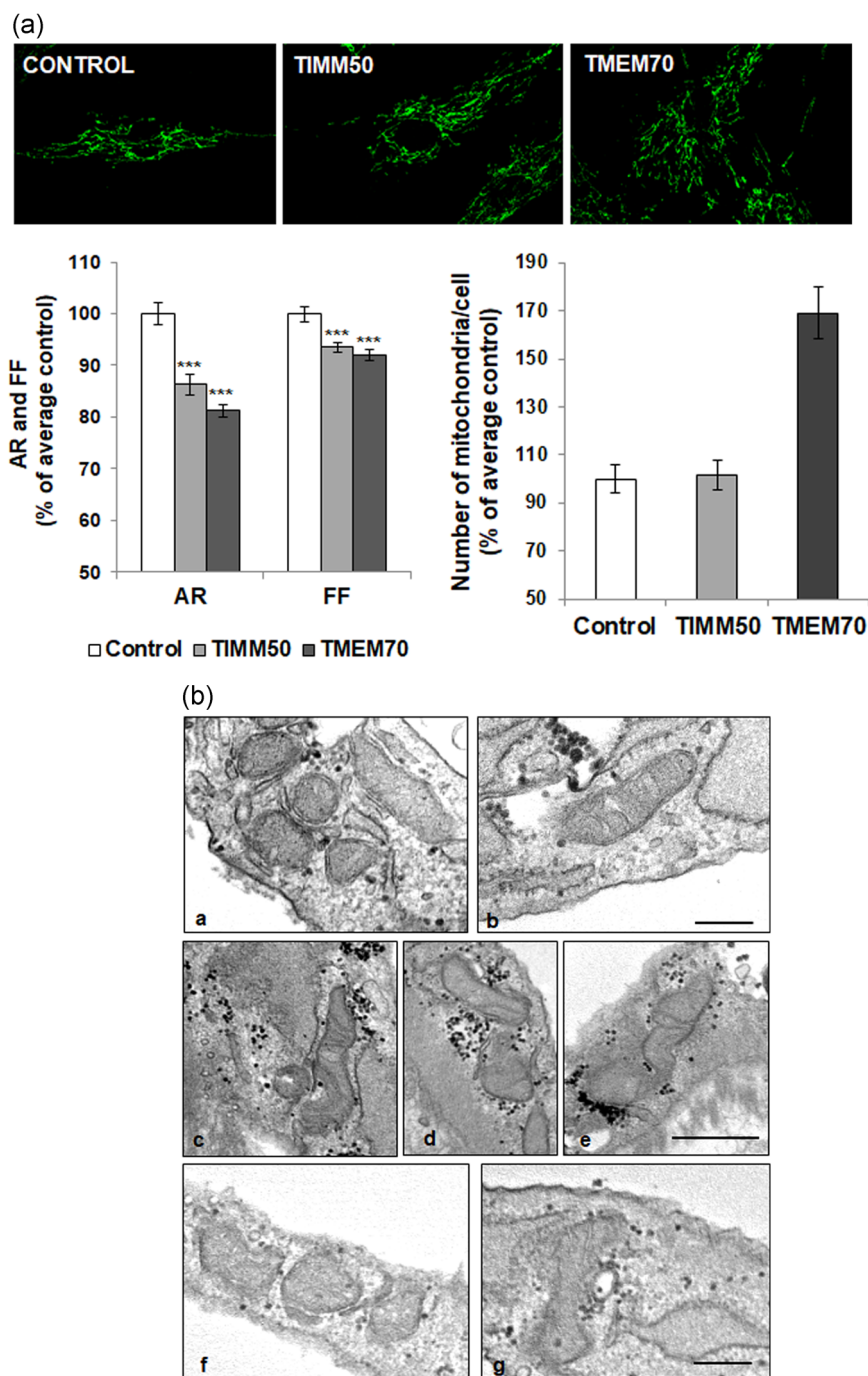 (a)
CONTROL
TIMM50
TMEM70
AR and FF
(% of average control)
110
100
90
80
70
60
50
***
***
***
***
AR
FF
Control
TIMM50
TMEM70
Number of mitochondria/cell
(% of average control)
190
170
150
130
110
90
70
50
Control
TIMM50
TMEM70
(b)
a
b
c
d
e
f
g